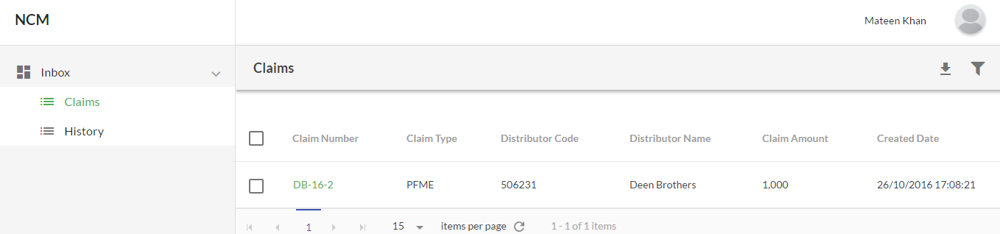 NCM
Mateen Khan
Inbox
Claims
History
Claims
Claim Number Claim Type Distributor Code Distributor Name Claim Amount Created Date
DB-16-2 PFME 506231 Deen Brothers 1,000 26/10/2016 17:08:21
1 15 items per page 1 - 1 of 1 items